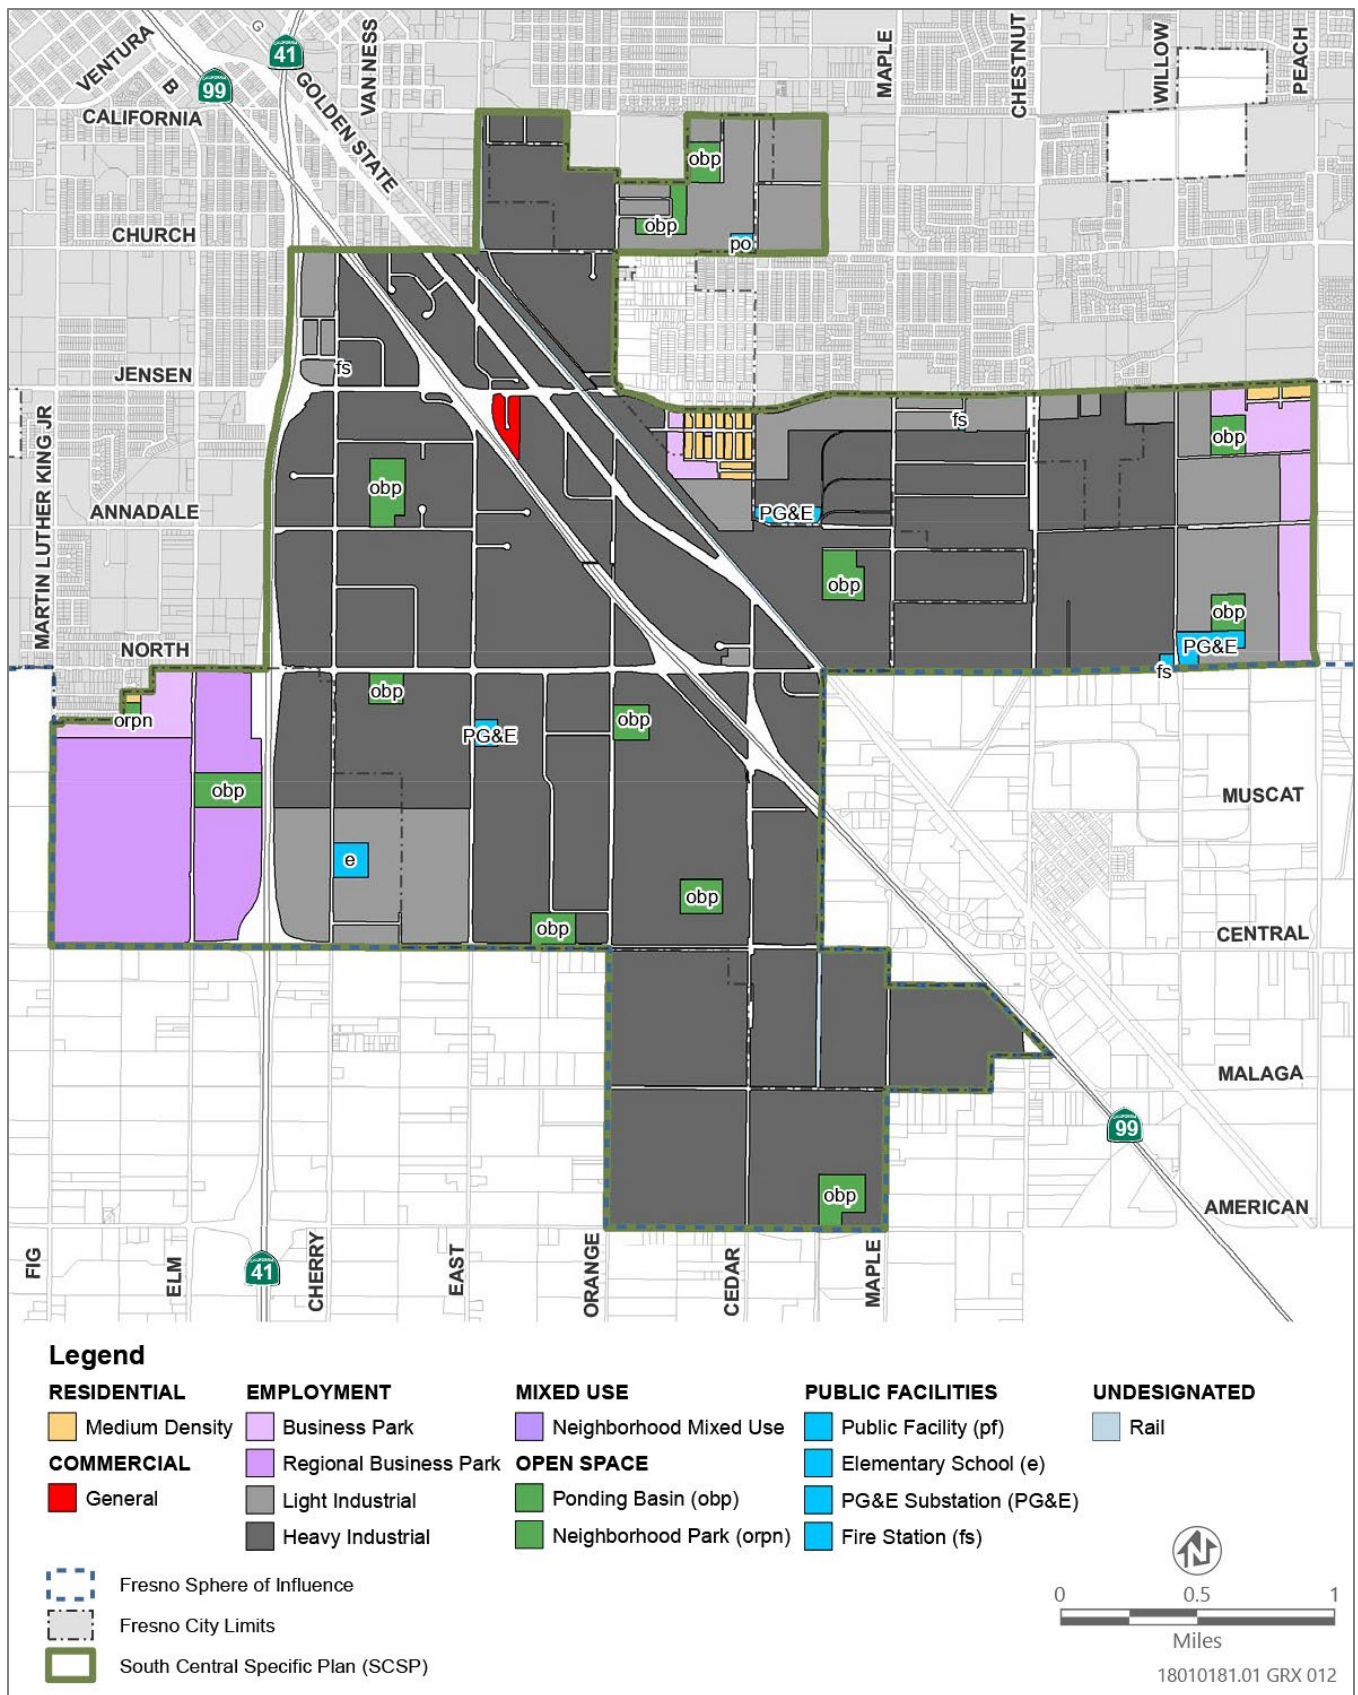 G
41
CALIFORNIA
99
VENTURA
B
VAN NESS
GOLDEN STATE
MAPLE
CHESTNUT
WILLOW
PEACH
CALIFORNIA
obp
obp
po
CHURCH
fs
JENSEN
fs
obp
MARTIN LUTHER KING JR
obp
ANNADALE
PG&E
obp
obp
NORTH
PG&E
fs
obp
orpn
obp
PG&E
obp
MUSCAT
e
obp
obp
CENTRAL
MALAGA
99
obp
AMERICAN
FIG
ELM
41
CHERRY
EAST
ORANGE
CEDAR
MAPLE
Legend
RESIDENTIAL
Medium Density
COMMERCIAL
General
EMPLOYMENT
Business Park
Regional Business Park
Light Industrial
Heavy Industrial
MIXED USE
Neighborhood Mixed Use
OPEN SPACE
Ponding Basin (obp)
Neighborhood Park (orpn)
PUBLIC FACILITIES
Public Facility (pf)
Elementary School (e)
PG&E Substation (PG&E)
Fire Station (fs)
UNDESIGNATED
Rail
Fresno Sphere of Influence
Fresno City Limits
South Central Specific Plan (SCSP)
N
0 0.5 1
Miles
18010181.01 GRX 012